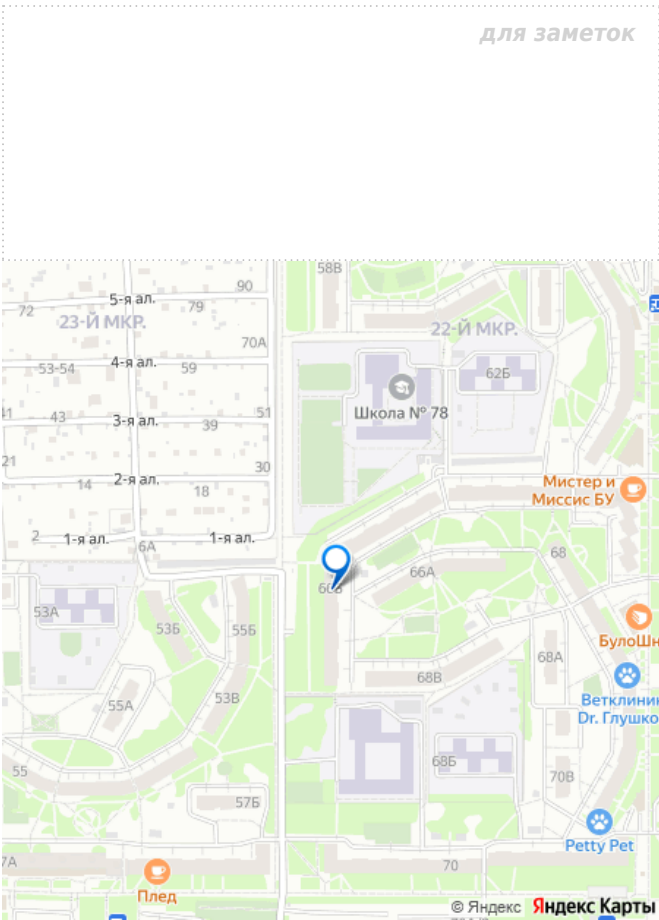 для заметок
58В
90
5-я ал.
79
72
23-Й МКР.
22-Й МКР.
70А
4-я ал.
53-54
59
62Б
Школа № 78
51
41
43
3-я ал.
39
21
30
2-я ал.
14
18
Мистер и
Миссис БУ
2
1-я ал.
1-я ал.
6А
68
66А
53А
53Б
55Б
БулоШн
68А
68В
53В
55А
Ветклиник
Dr. Глушко
55
68Б
70В
57Б
Petty Pet
7А
70
Плед
© Яндекс
Яндекс Карты